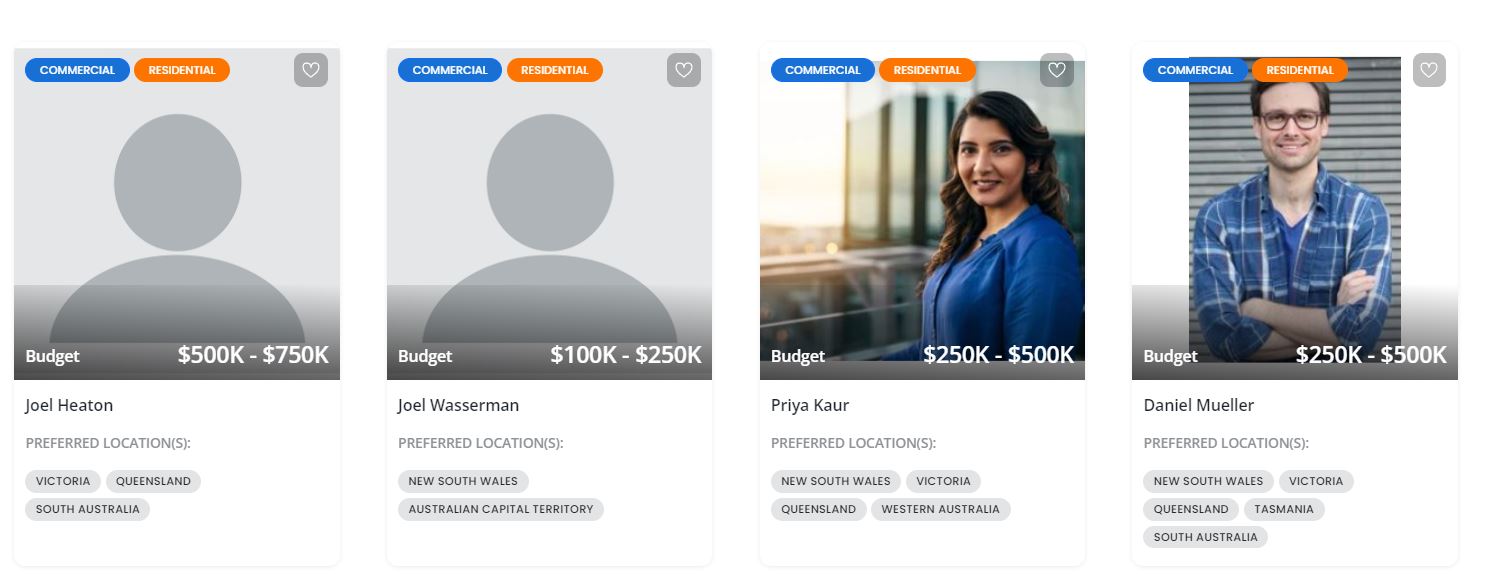 COMMERCIAL RESIDENTIAL
Budget $500K - $750K
Joel Heaton
PREFERRED LOCATION(S):
VICTORIA QUEENSLAND
SOUTH AUSTRALIA
COMMERCIAL RESIDENTIAL
Budget $100K - $250K
Joel Wasserman
PREFERRED LOCATION(S):
NEW SOUTH WALES
AUSTRALIAN CAPITAL TERRITORY
COMMERCIAL RESIDENTIAL
Budget $250K - $500K
Priya Kaur
PREFERRED LOCATION(S):
NEW SOUTH WALES VICTORIA
QUEENSLAND WESTERN AUSTRALIA
COMMERCIAL RESIDENTIAL
Budget $250K - $500K
Daniel Mueller
PREFERRED LOCATION(S):
NEW SOUTH WALES VICTORIA
QUEENSLAND TASMANIA
SOUTH AUSTRALIA